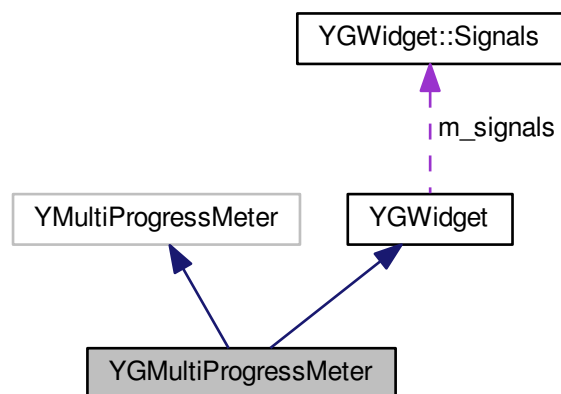 YGWidget::Signals
m_signals
YMultiProgressMeter
YGWidget
YGMultiProgressMeter